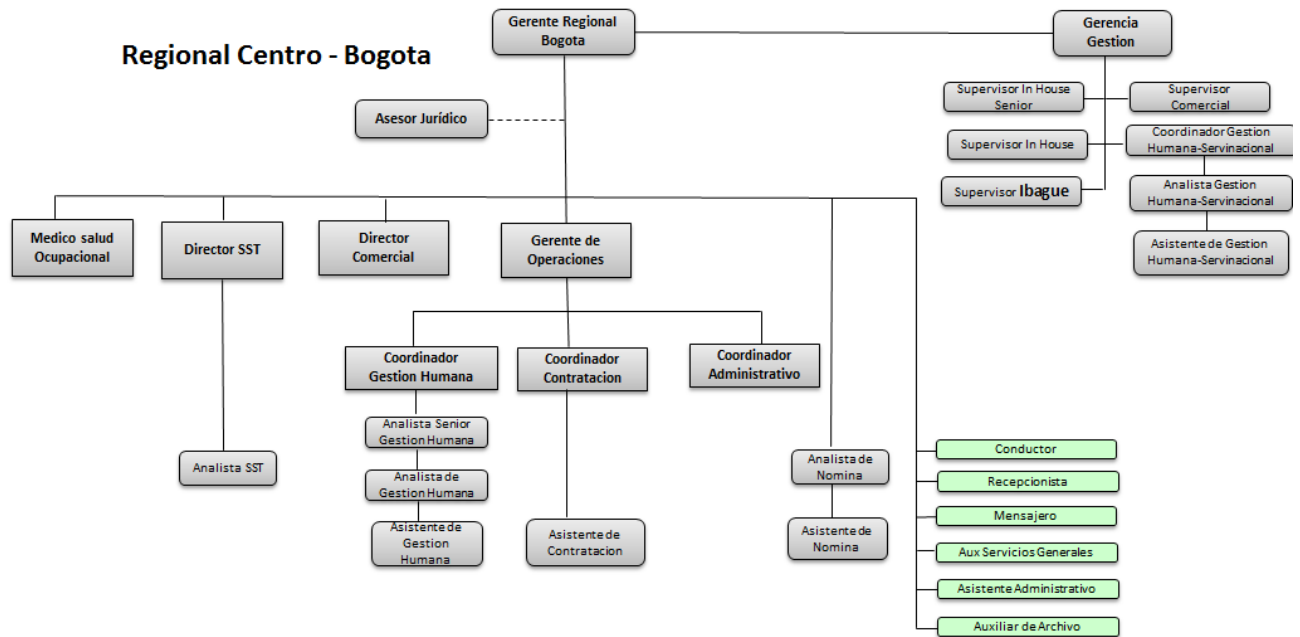 Regional Centro - Bogota
Gerente Regional
Bogota
Gerencia
Gestion
Asesor Jurídico
Supervisor In House
Senior
Supervisor
Comercial
Supervisor In House
Coordinador Gestion
Humana-Servinacional
Supervisor Ibague
Analista Gestion
Humana-Servinacional
Asistente de Gestion
Humana-Servinacional
Medico salud
Ocupacional
Director SST
Director
Comercial
Gerente de
Operaciones
Coordinador
Gestion Humana
Coordinador
Contratacion
Coordinador
Administrativo
Analista Senior
Gestion Humana
Analista SST
Analista de
Gestion Humana
Asistente de
Gestion
Humana
Asistente de
Contratacion
Analista de
Nomina
Asistente de
Nomina
Conductor
Recepcionista
Mensajero
Aux Servicios Generales
Asistente Administrativo
Auxiliar de Archivo